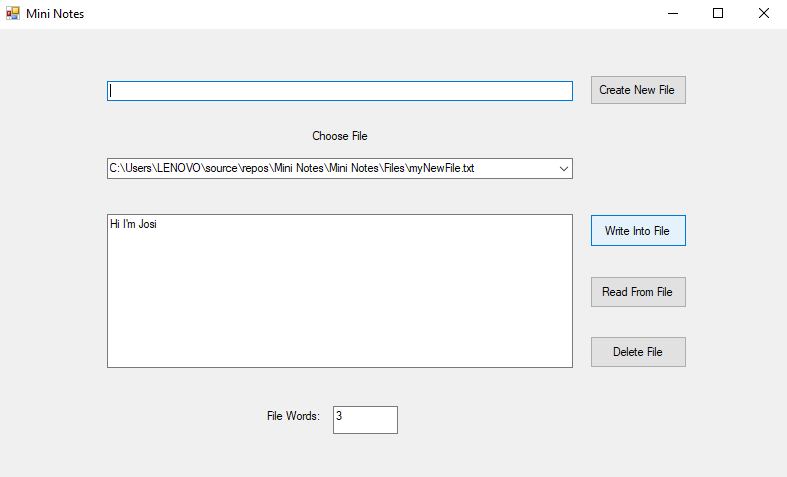 Mini Notes
Create New File
Choose File
C:\Users\LENOVO\source\repos\Mini Notes\Mini Notes\Files\myNewFile.txt
Hi I'm Josi
Write Into File
Read From File
Delete File
File Words:
3